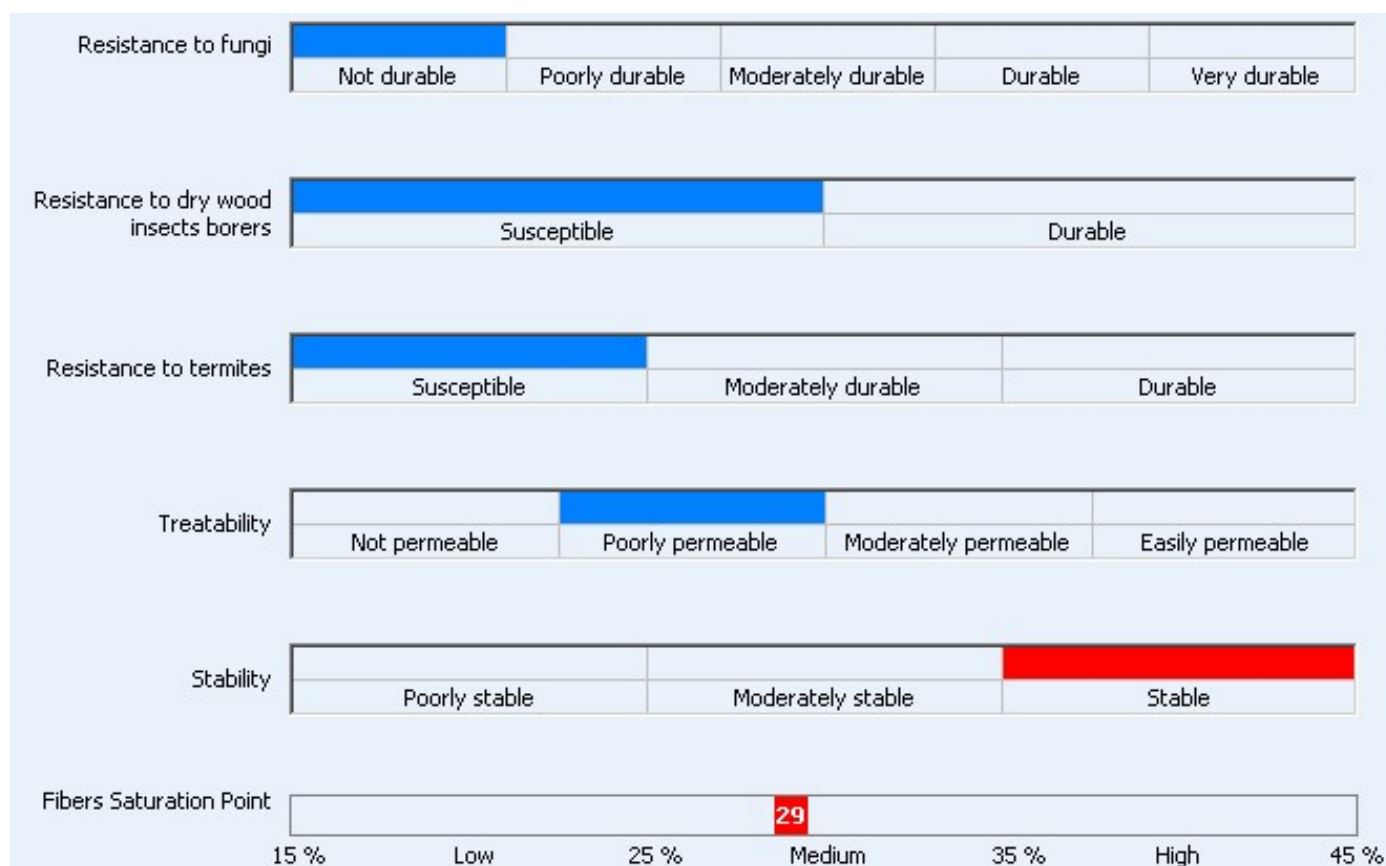 Resistance to fungi
Not durable Poorly durable Moderately durable Durable Very durable
Resistance to dry wood
insects borers
Susceptible Durable
Resistance to termites
Susceptible Moderately durable Durable
Treatability
Not permeable Poorly permeable Moderately permeable Easily permeable
Stability
Poorly stable Moderately stable Stable
Fibers Saturation Point
29
15 % Low 25 % Medium 35 % High 45 %